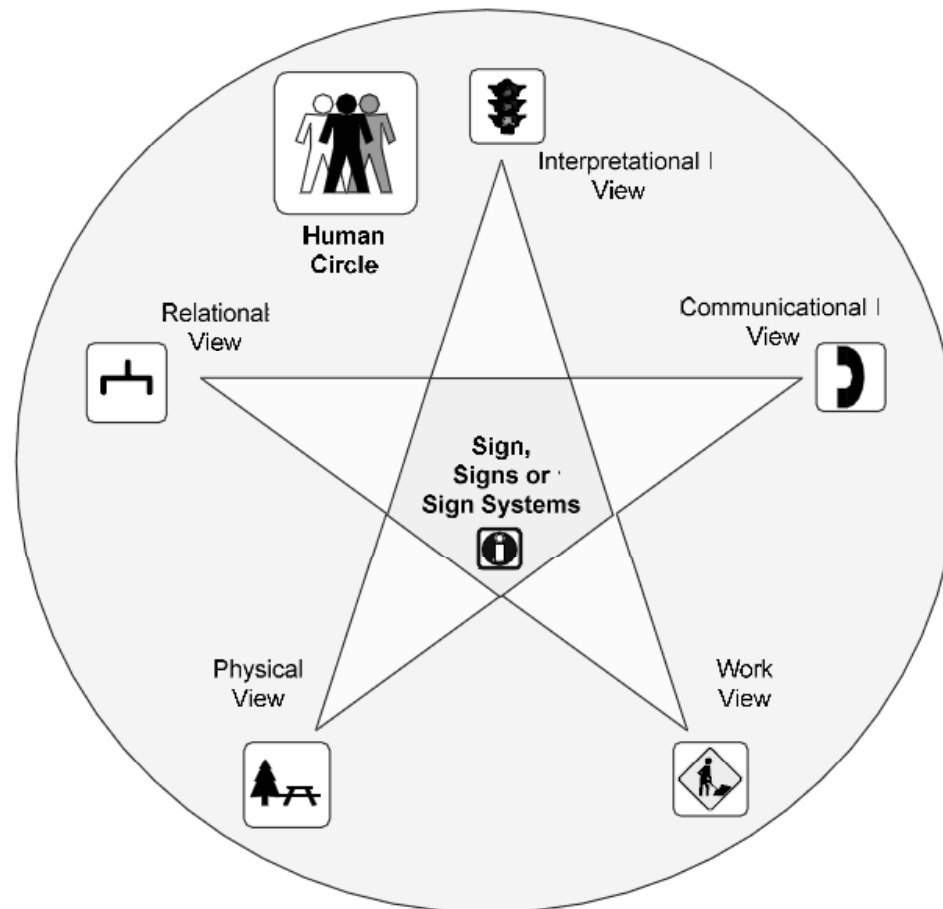 Interpretational
View
Human
Circle
Relational
View
Communicational
View
Sign,
Signs or
Sign Systems
Physical
View
Work
View